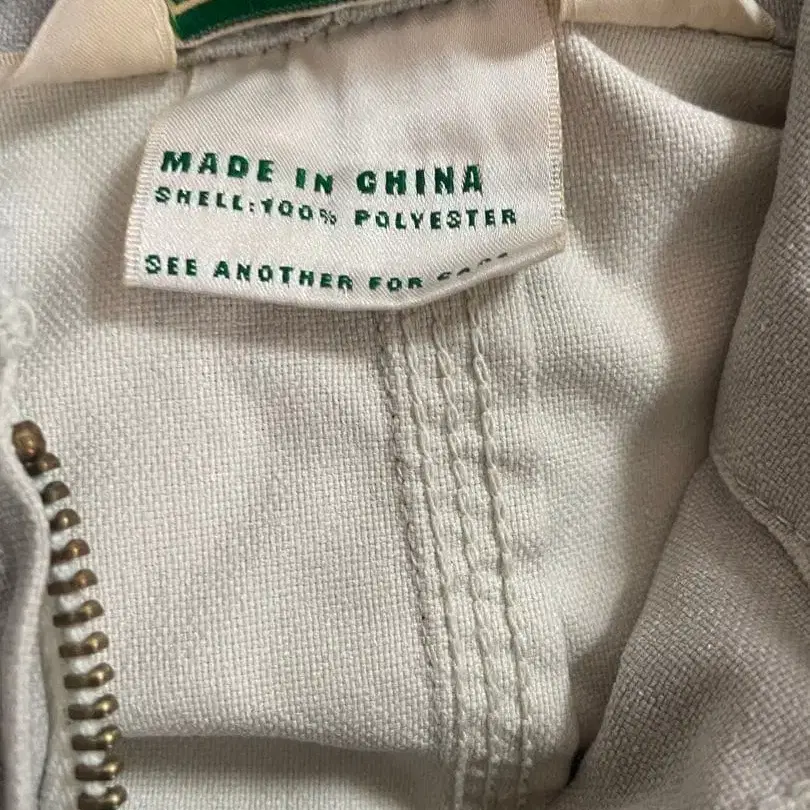 MADE IN CHINA
SHELL:100% POLYESTER
SEE ANOTHER FOR